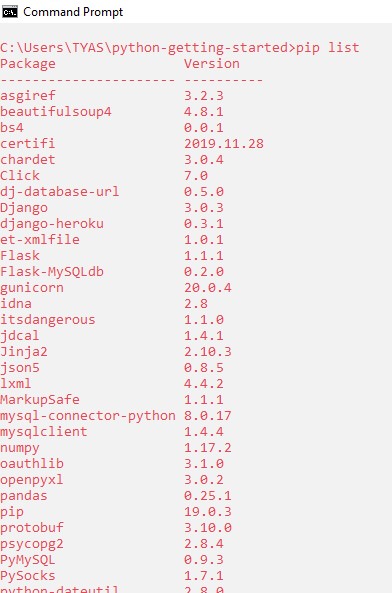 Command Prompt
C:\Users\TYAS\python-getting-started>pip list
Package Version
---------------------- ----------
asgiref 3.2.3
beautifulsoup4 4.8.1
bs4 0.0.1
certifi 2019.11.28
chardet 3.0.4
Click 7.0
dj-database-url 0.5.0
Django 3.0.3
django-heroku 0.3.1
et-xmlfile 1.0.1
Flask 1.1.1
Flask-MySQLdb 0.2.0
gunicorn 20.0.4
idna 2.8
itsdangerous 1.1.0
jdcal 1.4.1
Jinja2 2.10.3
json5 0.8.5
lxml 4.4.2
MarkupSafe 1.1.1
mysql-connector-python 8.0.17
mysqlclient 1.4.4
numpy 1.17.2
oauthlib 3.1.0
openpyxl 3.0.2
pandas 0.25.1
pip 19.0.3
protobuf 3.10.0
psycopg2 2.8.4
PyMySQL 0.9.3
PySocks 1.7.1
python-dateutil 2.8.0